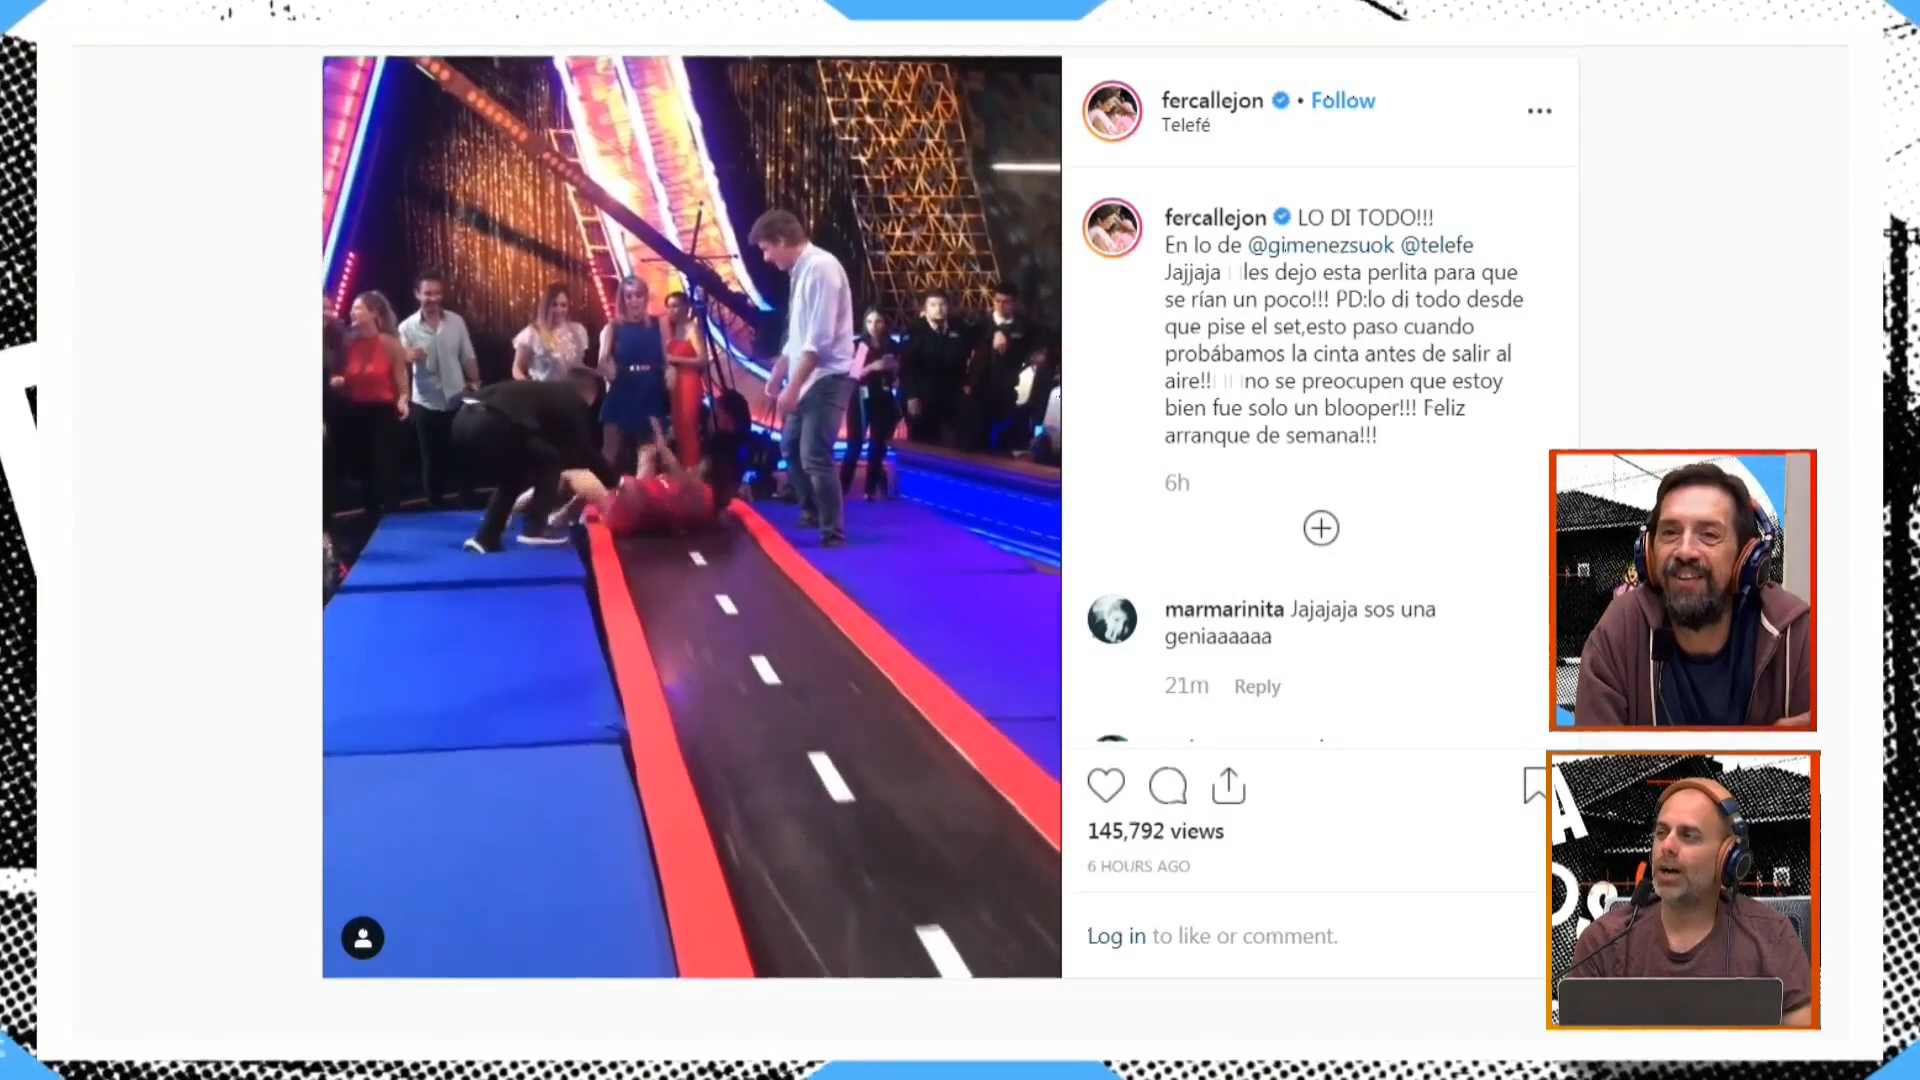 fercallejon • Follow
Telefé
fercallejon LO DI TODO!!!
En lo de @gimenezsuok @telefe
Jajjaja les dejo esta perlita para que
se rían un poco!!! PD:lo di todo desde
que pise el set,esto paso cuando
probábamos la cinta antes de salir al
aire!! no se preocupen que estoy
bien fue solo un blooper!!! Feliz
arranque de semana!!!
6h
marmarinita Jajajaja sos una
geniaaaaaa
21m Reply
145,792 views
6 HOURS AGO
Log in to like or comment.